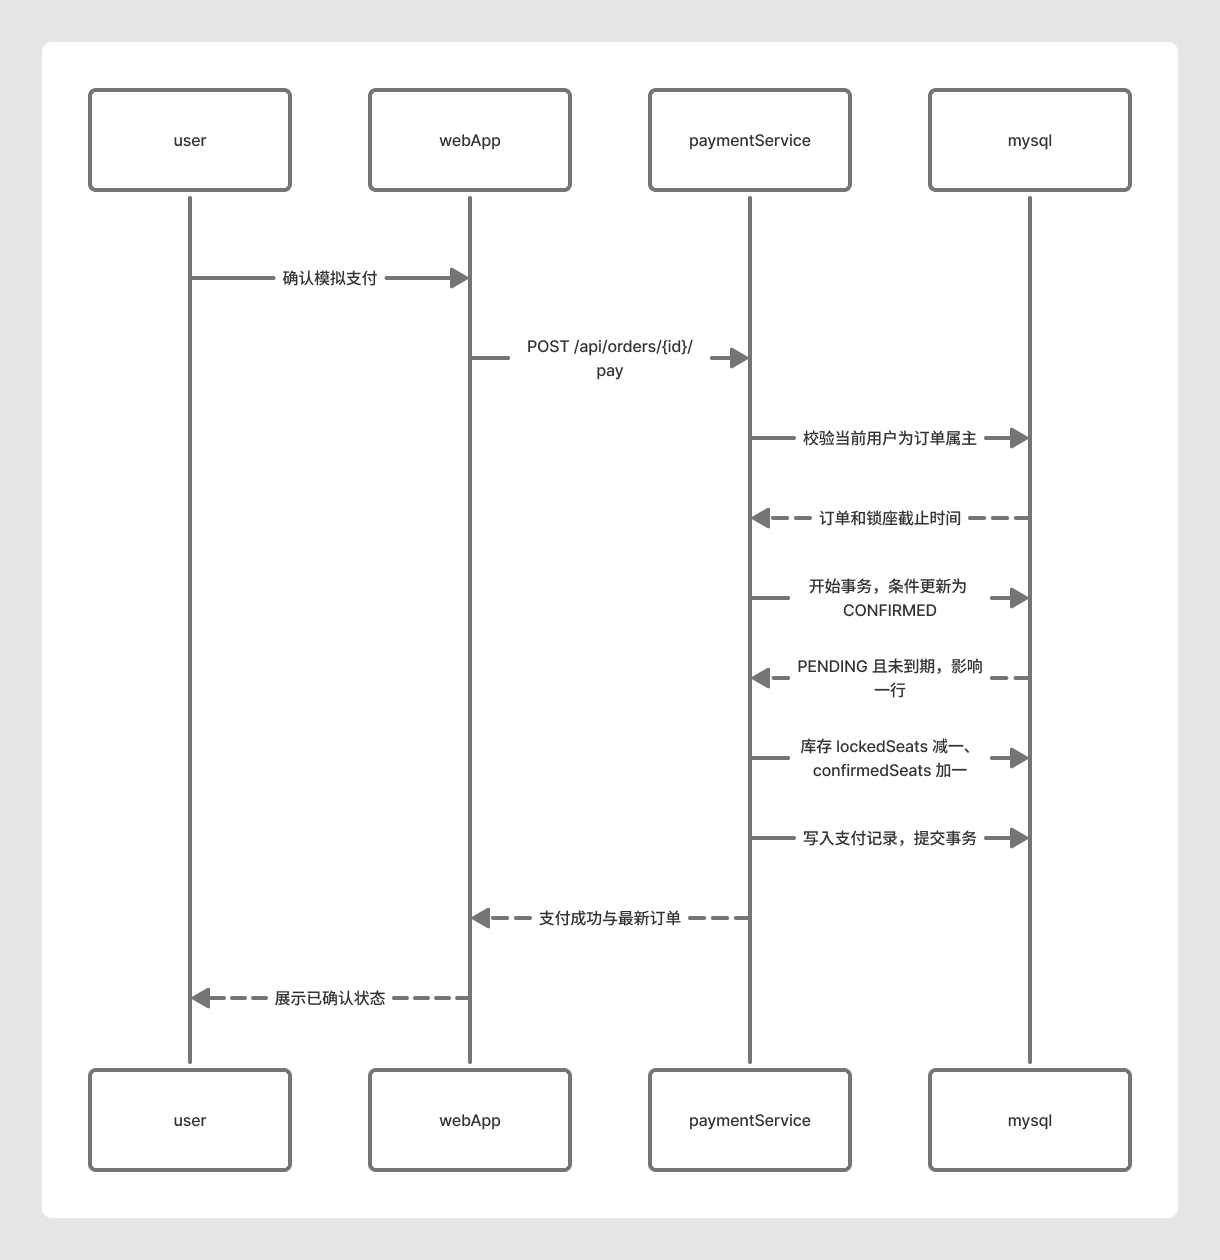 user
webApp
paymentService
mysql
确认模拟支付
POST /api/orders/{id}/
pay
校验当前用户为订单属主
订单和锁座截止时间
开始事务，条件更新为
CONFIRMED
PENDING 且未到期，影响
一行
库存 lockedSeats 减一、
confirmedSeats 加一
写入支付记录，提交事务
支付成功与最新订单
展示已确认状态
user
webApp
paymentService
mysql